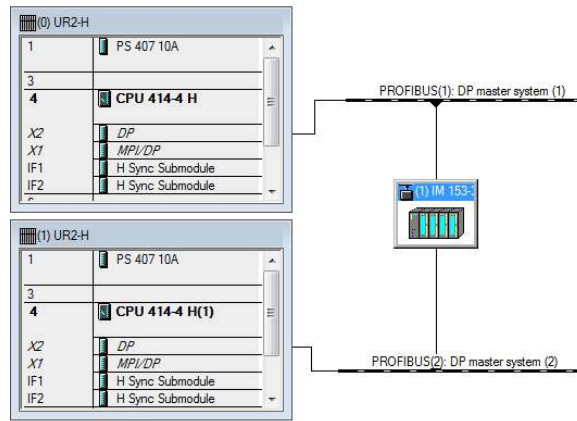 (0) UR2-H
1 PS 407 10A
3
4 CPU 414-4 H
X2 DP
X1 MPI/DP
IF1 H Sync Submodule
IF2 H Sync Submodule
PROFIBUS(1): DP master system (1)
(1) IM 153-
(1) UR2-H
1 PS 407 10A
3
4 CPU 414-4 H(1)
X2 DP
X1 MPI/DP
IF1 H Sync Submodule
IF2 H Sync Submodule
PROFIBUS(2): DP master system (2)